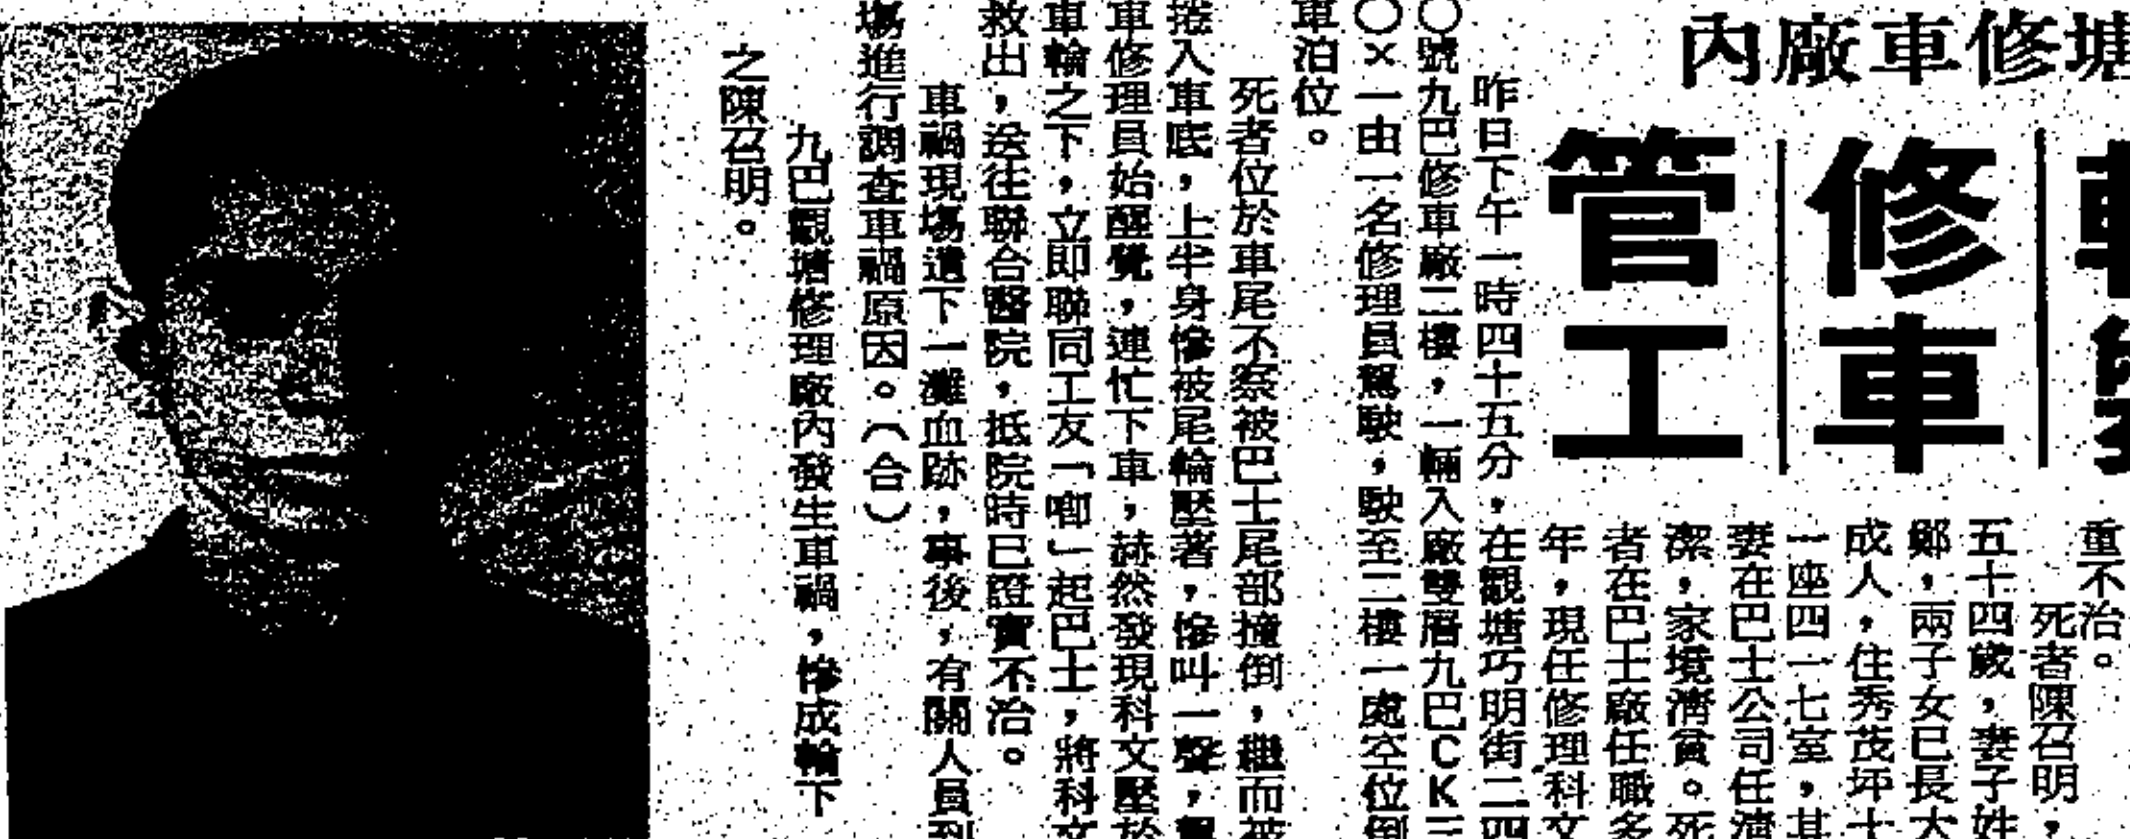 塘修車廠內
修車
管工
重不治。
死者陳召明，
五十四歲，妻子姓
鄭，兩子女已長大
成人，住秀茂坪十
一座四一七室，其
妻在巴士公司任清
潔，家境清貧。死
者在巴士廠任職多
年，現任修理科文
昨日下午一時四十五分，在觀塘巧明街二四
〇號九巴修車廠二樓，一輛入廠雙層九巴CK三
〇×一由一名修理員駕駛，駛至二樓一處空位倒
車泊位。
死者位於車尾不察被巴士尾部撞倒，繼而被
捲入車底，上半身慘被尾輪壓著，慘叫一聲，
車修理員始醒覺，連忙下車，赫然發現科文壓於
車輪之下，立即聯同工友「唧」起巴士，將科文
救出，送往聯合醫院，抵院時已證實不治。
車禍現場遺下一灘血跡，事後，有關人員到
場進行調查車禍原因。（合）
九巴觀塘修理廠內發生車禍，慘成輪下
之陳召明。